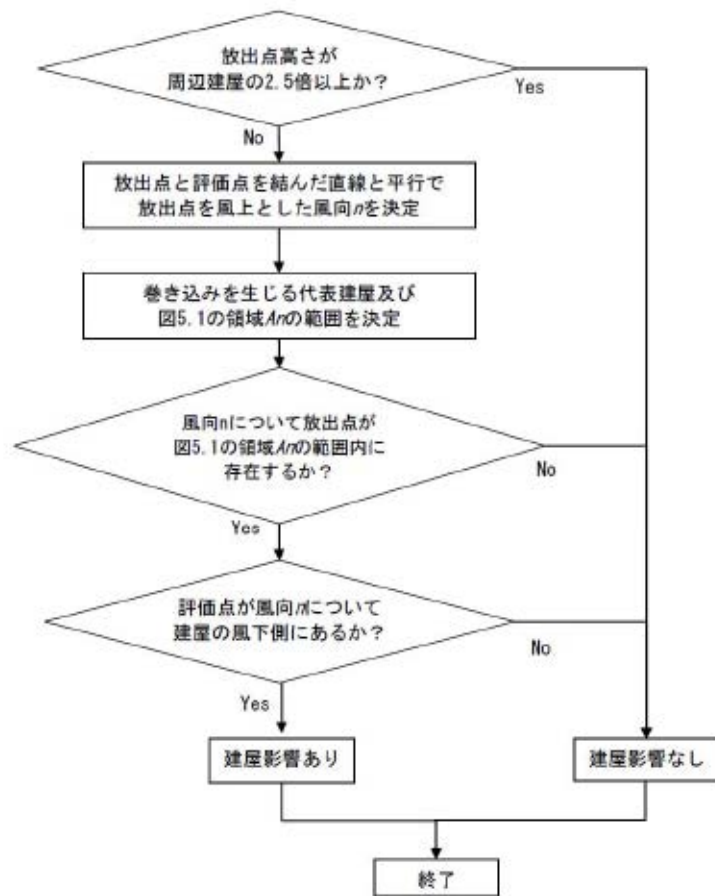 放出点高さが
周辺建屋の2.5倍以上か？
Yes
No
放出点と評価点を結んだ直線と平行で
放出点を風上とした風向nを決定
巻き込みを生じる代表建屋及び
図5.1の領域Anの範囲を決定
風向nについて放出点が
図5.1の領域Anの範囲内に
存在するか？
No
Yes
評価点が風向nについて
建屋の風下側にあるか？
No
Yes
建屋影響あり
建屋影響なし
終了